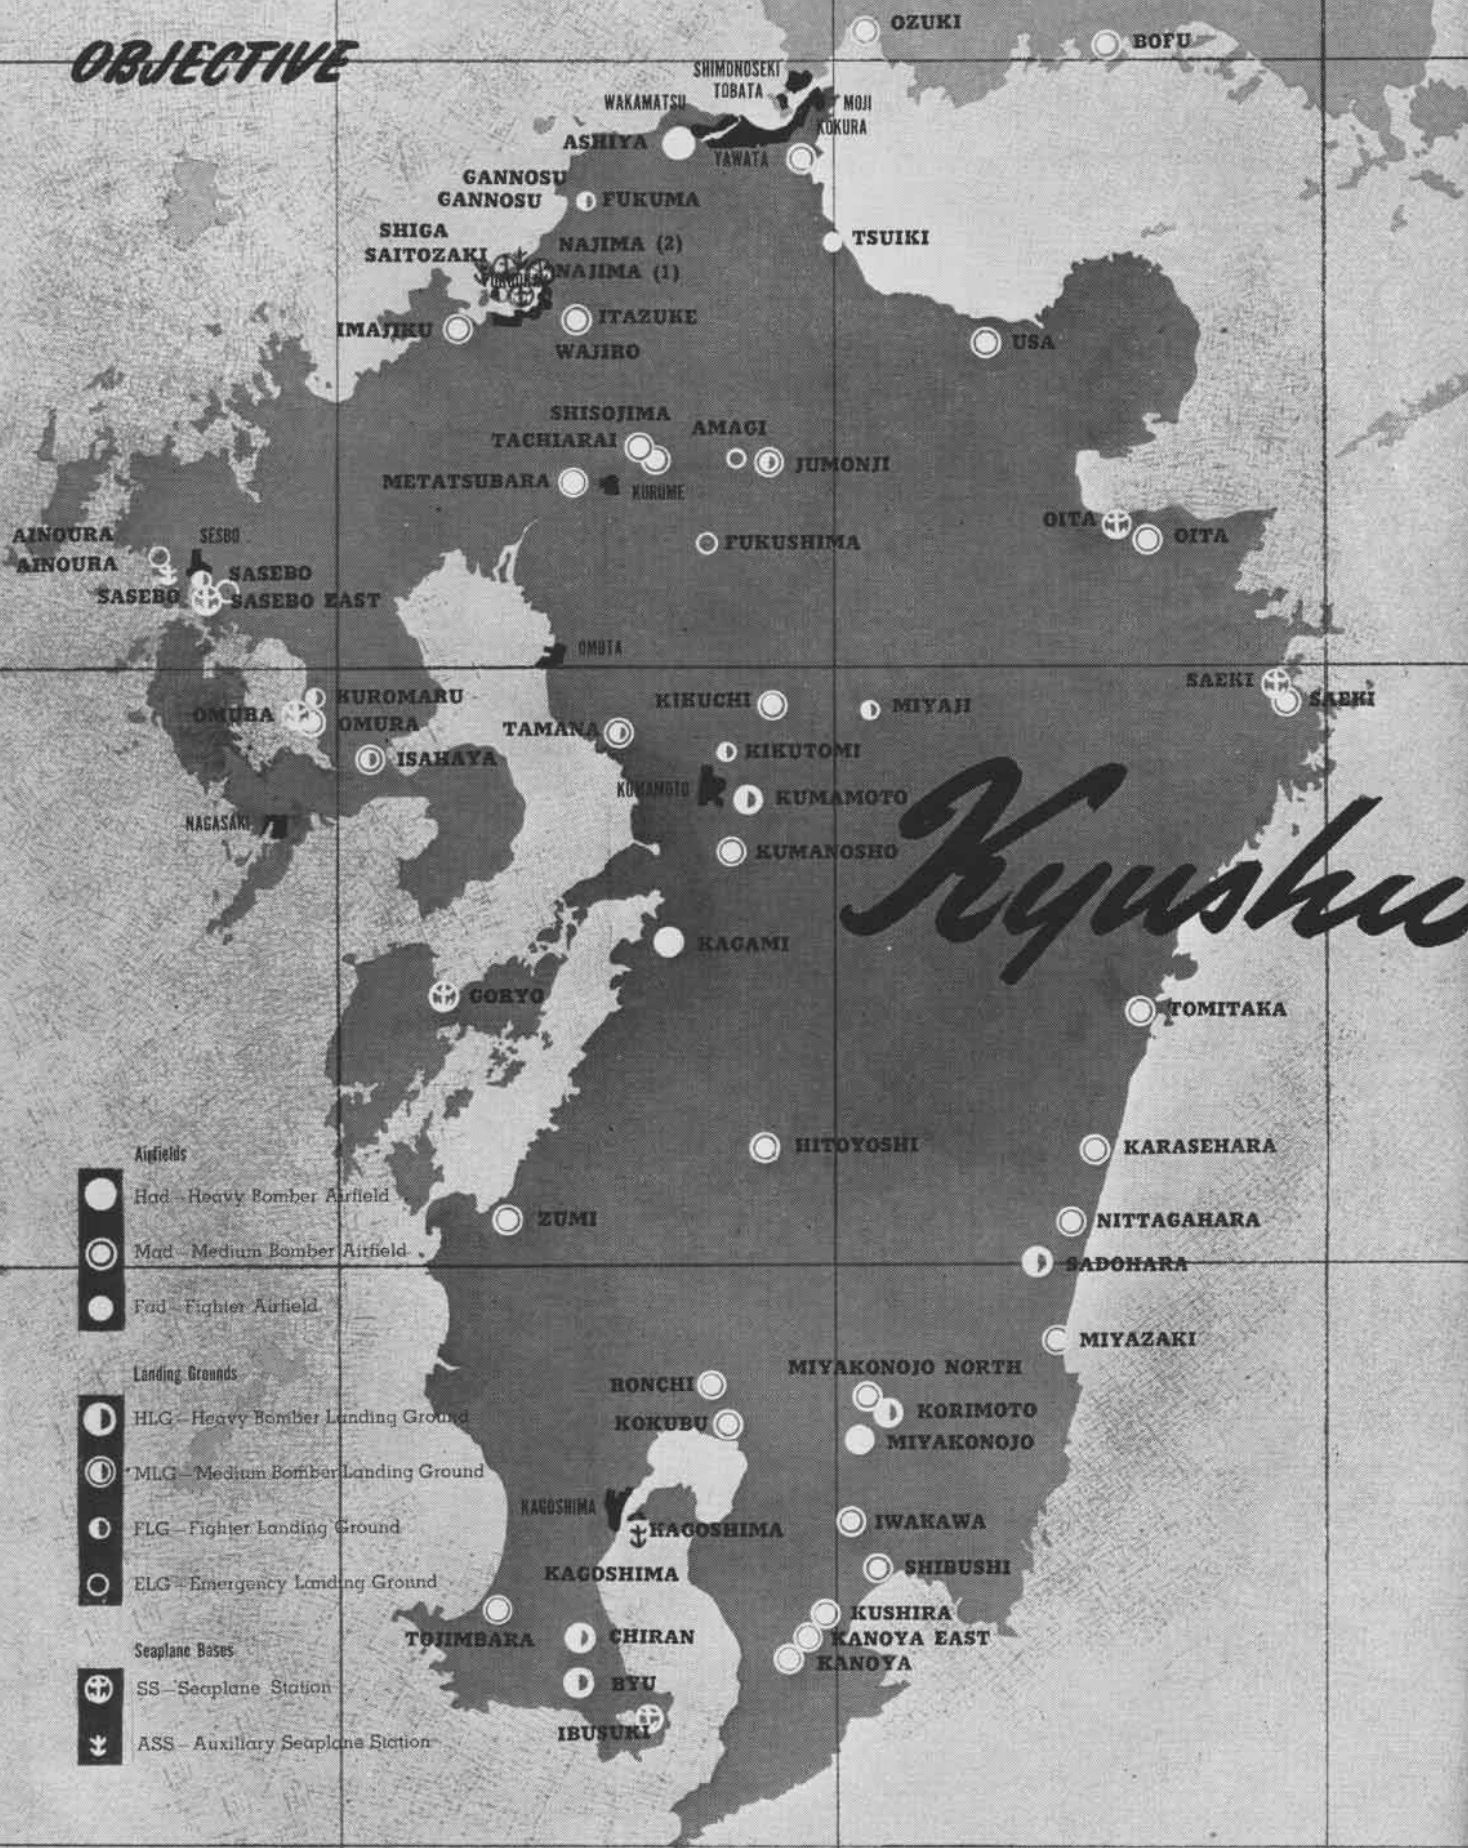 OBJECTIVE
OZUKI
BOFU
SHIMONOSEKI
TOBATA
WAKAMATSU
MOJI
KOKURA
ASHIYA
YAWATA
GANNOSU
GANNOSU
FUKUMA
SHIGA
SAITOZAKI
NAJIMA (2)
NAJIMA (1)
TSUIKI
IMAJIKU
ITAZUKE
WAJIRO
USA
SHISOJIMA
TACHIARAI
AMAGI
JUMONJI
METATSUBARA
KURUME
OITA
OITA
FUKUSHIMA
AINOURA
AINOURA
SESBO
SASEBO
SASEBO
SASEBO EAST
OMUTA
SAEKI
SAEKI
KUROMARU
OMURA
OMURA
ISAHAYA
KIKUCHI
MIYAJI
TAMANA
KIKUTOMI
KUMAMOTO
KUMAMOTO
NAGASAKI
KUMANOSHO
Kyushu
KAGAMI
GORYO
TOMITAKA
HITOYOSHI
KARASEHARA
ZUMI
NITTAGAHARA
SADOHARA
MIYAZAKI
MIYAKONOJO NORTH
RONCHI
KORIMOTO
KOKUBU
MIYAKONOJO
KAGOSHIMA
KAGOSHIMA
IWAKAWA
KAGOSHIMA
SHIBUSHI
KUSHIRA
TOJIMBARA
CHIRAN
KANOYA EAST
KANOYA
BYU
IBUSUKI
Airfields
Had—Heavy Bomber Airfield
Mad—Medium Bomber Airfield
Fad—Fighter Airfield
Landing Grounds
HLG—Heavy Bomber Landing Ground
MLG—Medium Bomber Landing Ground
FLG—Fighter Landing Ground
ELG—Emergency Landing Ground
Seaplane Bases
SS—Seaplane Station
ASS—Auxiliary Seaplane Station